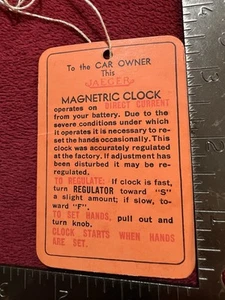 To the CAR OWNER
This
JAEGER
MAGNETRIC CLOCK
operates on DIRECT CURRENT
from your battery. Due to the
severe conditions under which
it operates it is necessary to re-
set the hands occasionally. This
clock was accurately regulated
at the factory. If adjustment has
been disturbed it may be re-
regulated.
TO REGULATE: If clock is fast,
turn REGULATOR toward "S"
a slight amount; if slow, to-
ward "F".
TO SET HANDS, pull out and
turn knob.
CLOCK STARTS WHEN HANDS
ARE SET.